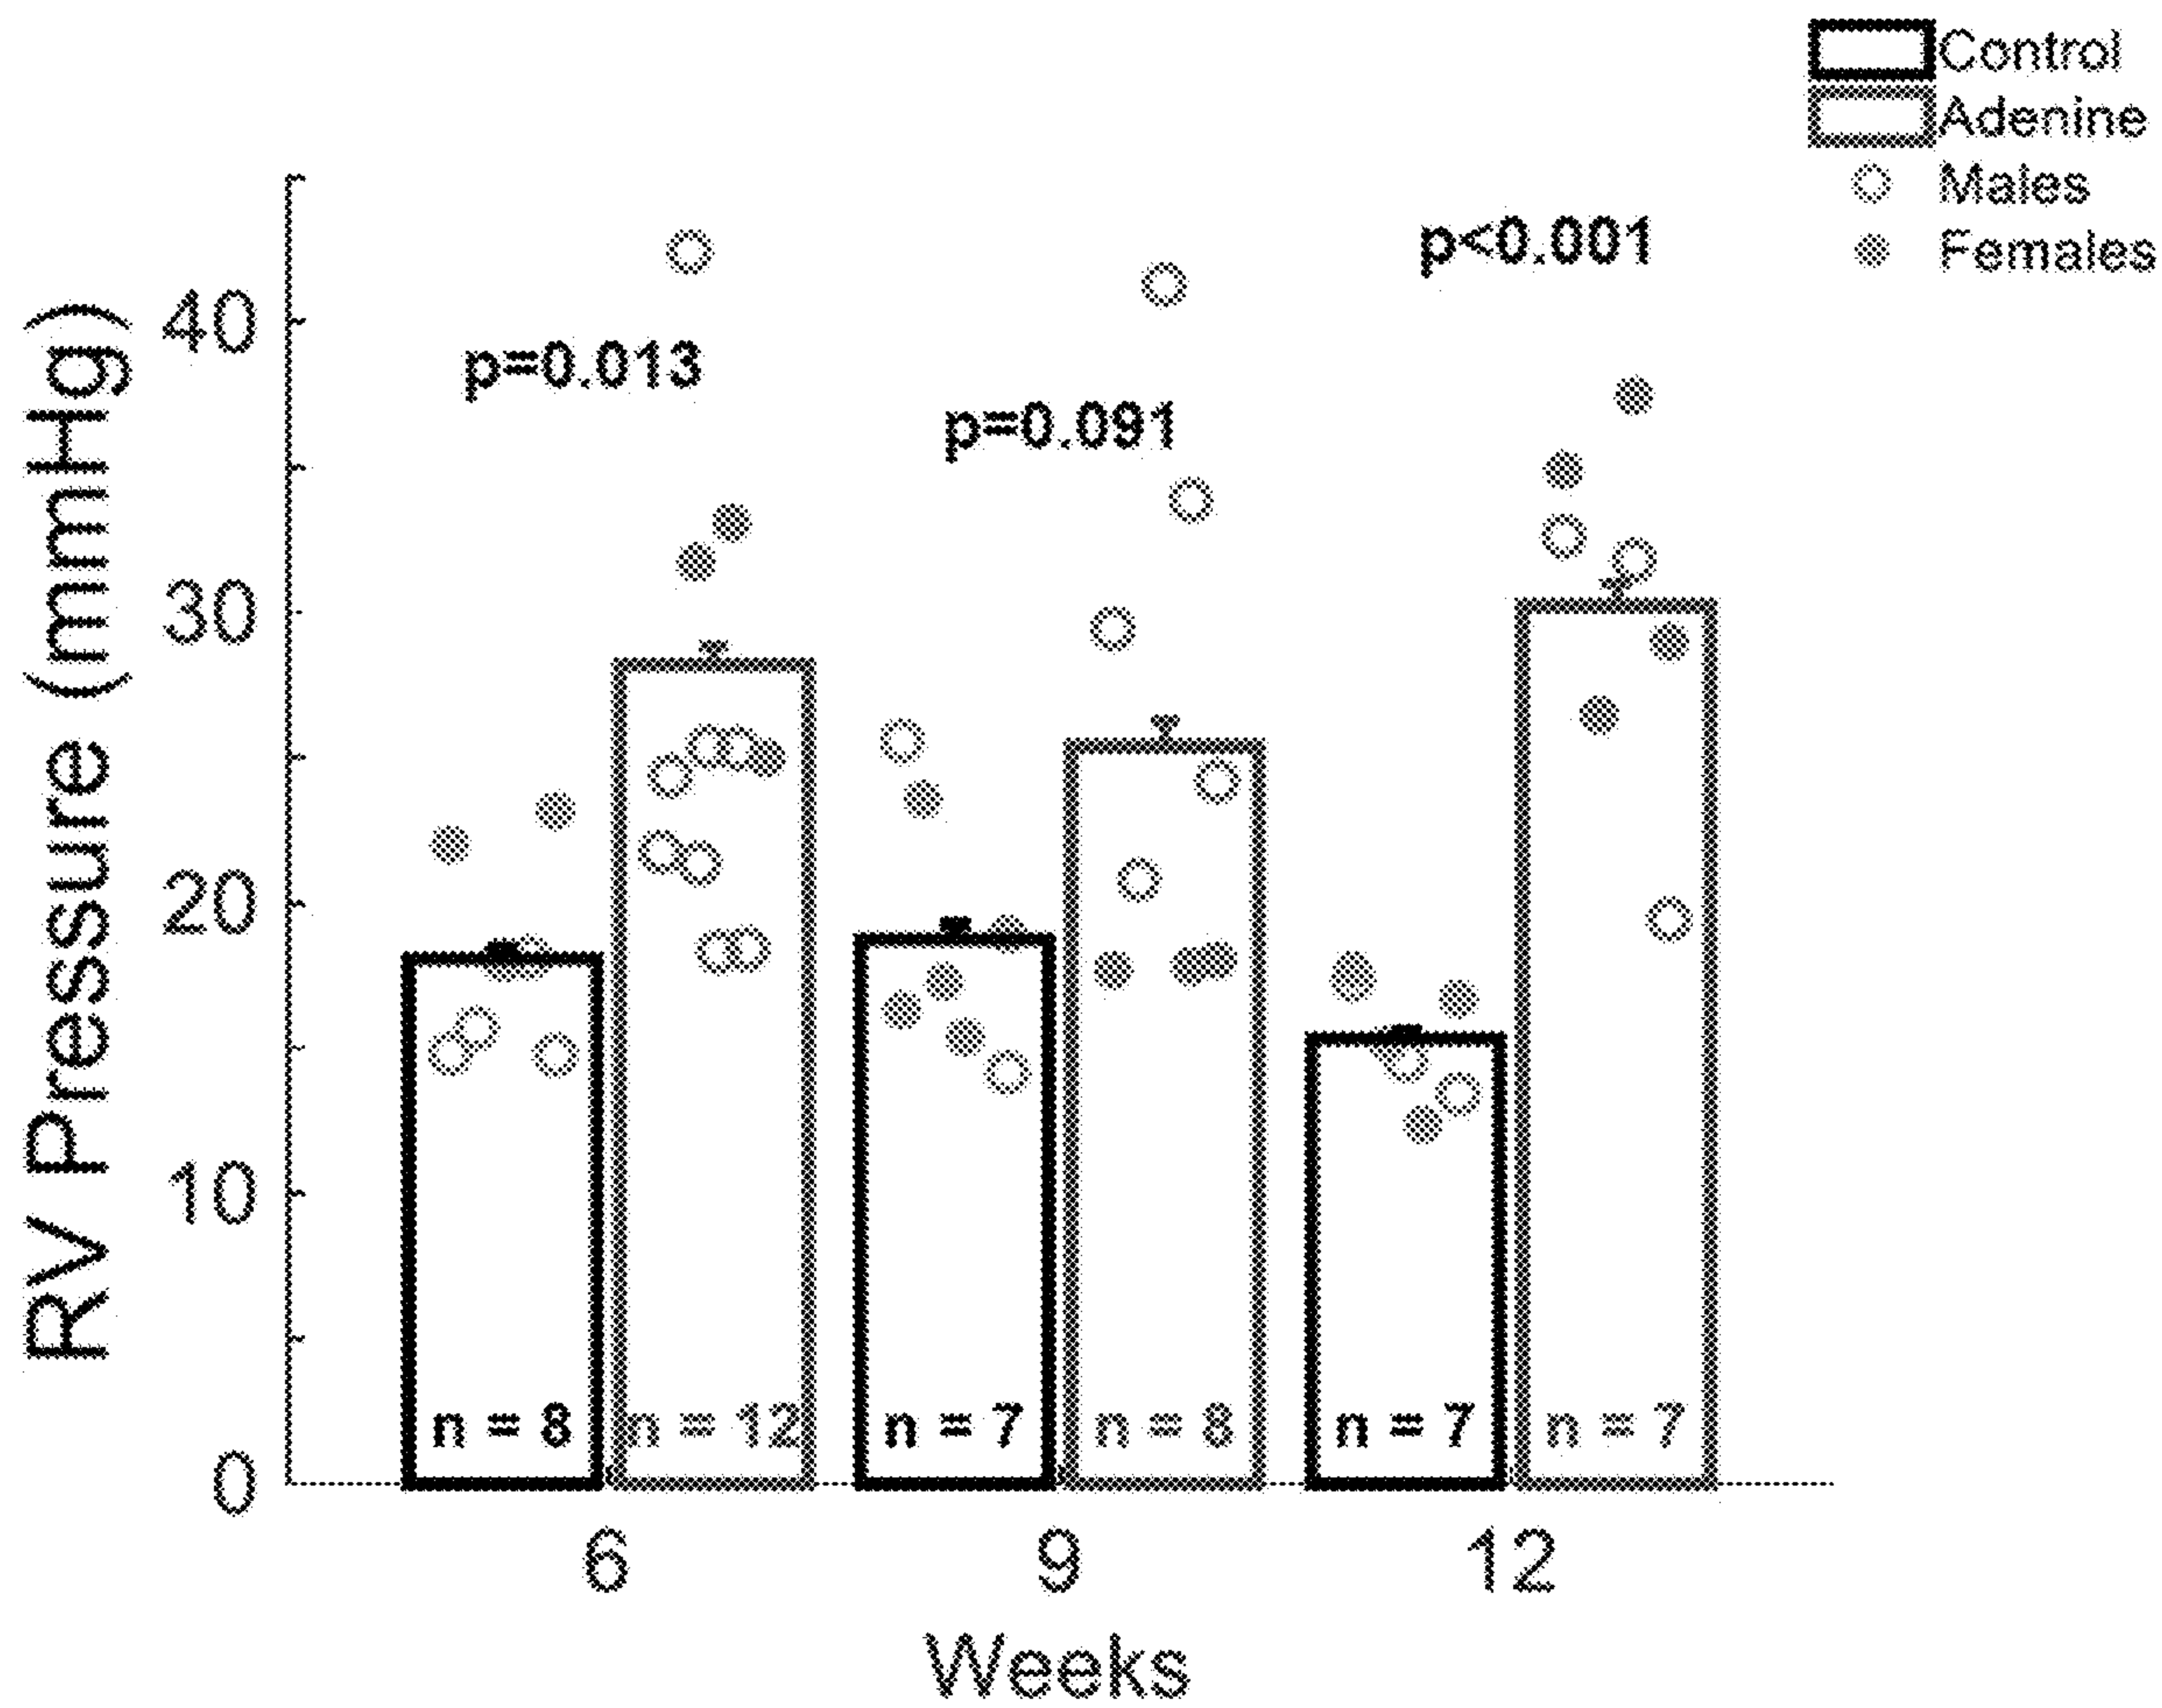 Control
Adenine
Males
Females
p<0.001
p=0.013
p=0.091
RV Pressure (mmHg)
40
30
20
10
0
n = 8
n = 12
n = 7
n = 8
n = 7
n = 7
6
9
12
Weeks